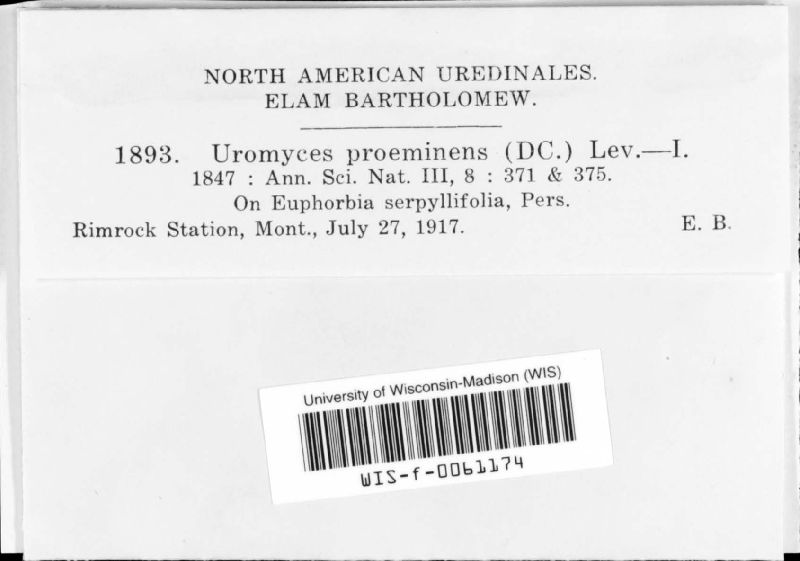 NORTH AMERICAN UREDINALES.
ELAM BARTHOLOMEW.
1893. Uromyces proeminens (DC.) Lev.—I.
1847 : Ann. Sci. Nat. III, 8 : 371 & 375.
On Euphorbia serpyllifolia, Pers.
Rimrock Station, Mont., July 27, 1917. E. B.
University of Wisconsin-Madison (WIS)
WIS-f-0061174